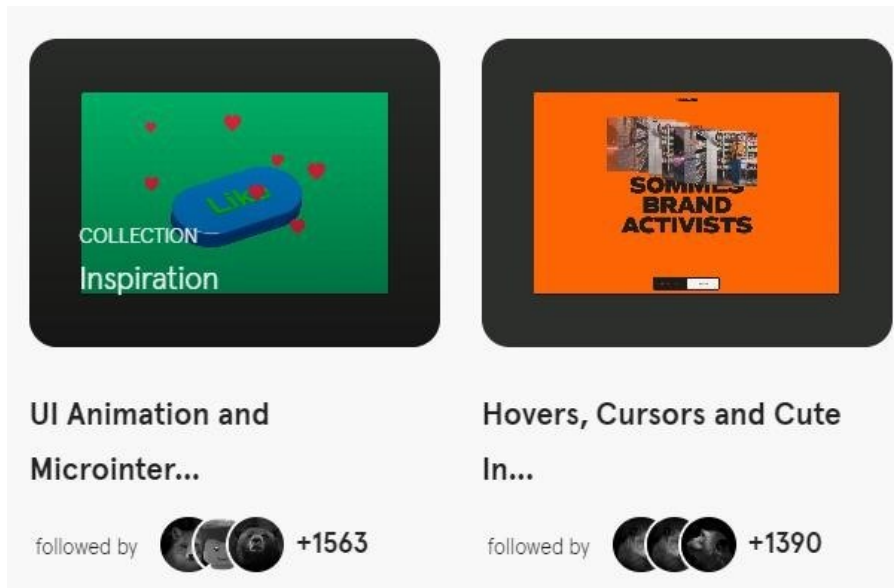 Like
COLLECTION —
Inspiration
UI Animation and
Microinter...
followed by +1563
SOMMES
BRAND
ACTIVISTS
Hovers, Cursors and Cute
In...
followed by +1390